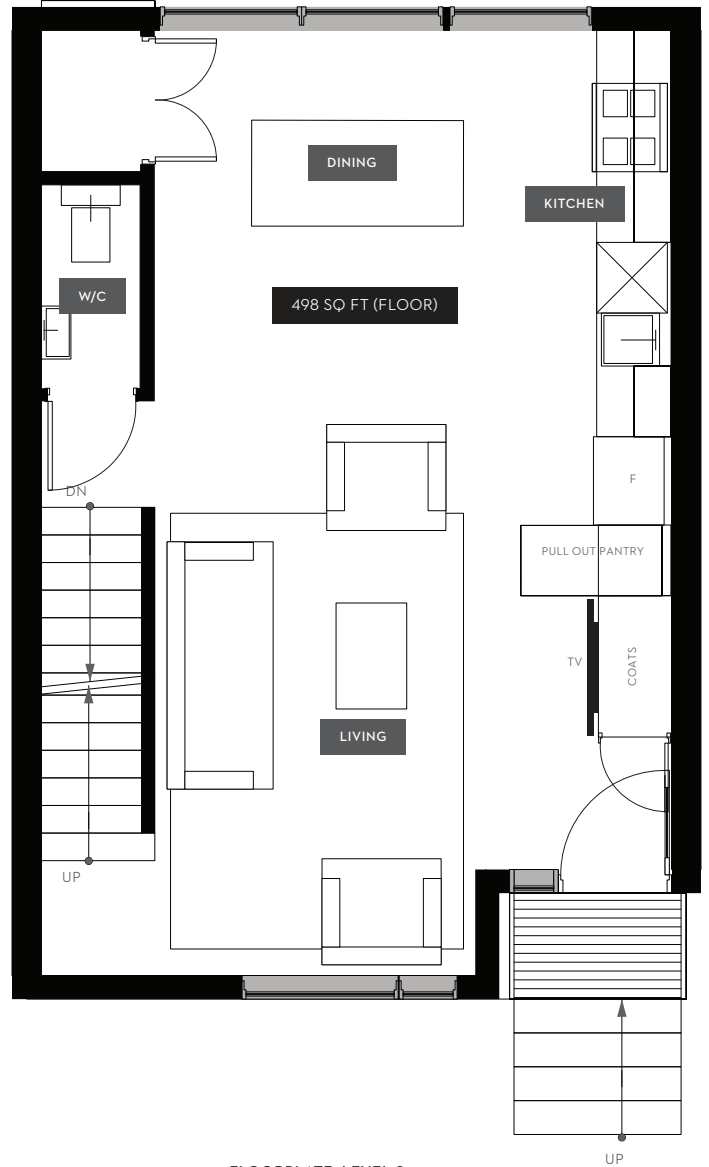 DINING
KITCHEN
W/C
498 SQ FT (FLOOR)
F
DN
PULL OUT PANTRY
TV
COATS
LIVING
UP
UP